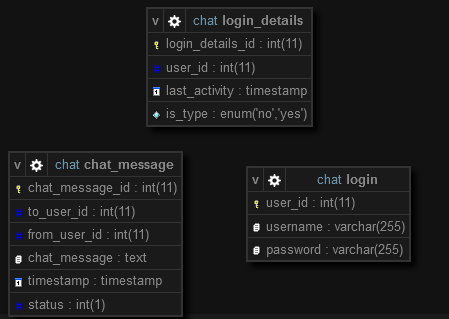 v chat login_details
login_details_id : int(11)
user_id : int(11)
last_activity : timestamp
is_type : enum('no','yes')
v chat chat_message
chat_message_id : int(11)
to_user_id : int(11)
from_user_id : int(11)
chat_message : text
timestamp : timestamp
status : int(1)
v chat login
user_id : int(11)
username : varchar(255)
password : varchar(255)